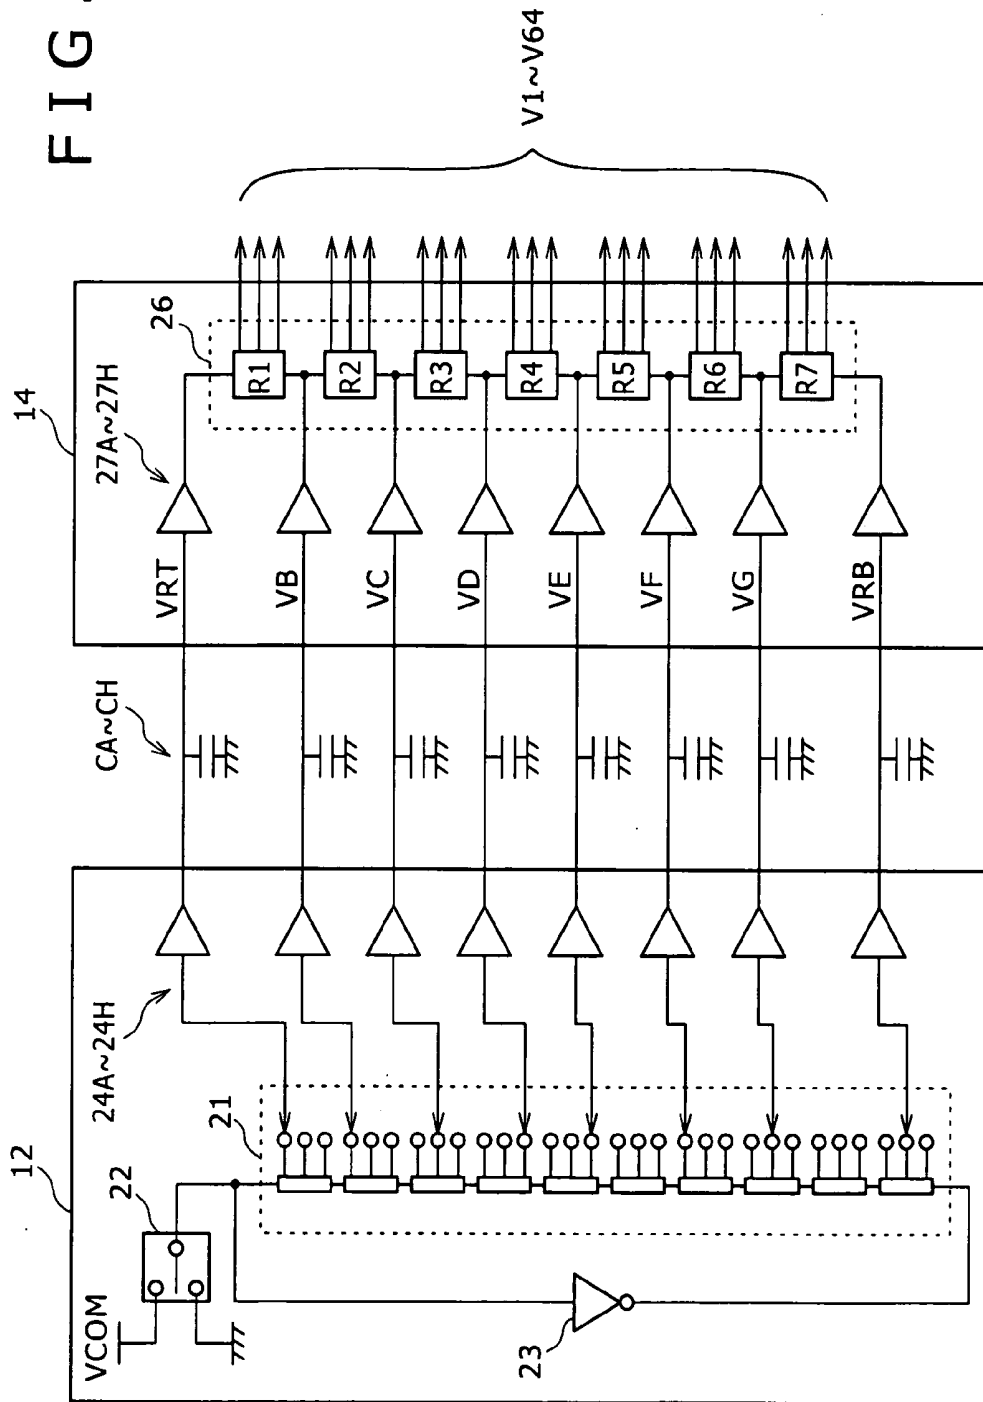 FIG.
12
VCOM
22
21
23
24A~24H
CA~CH
14
27A~27H
26
VRT
VB
VC
VD
VE
VF
VG
VRB
R1
R2
R3
R4
R5
R6
R7
V1~V64